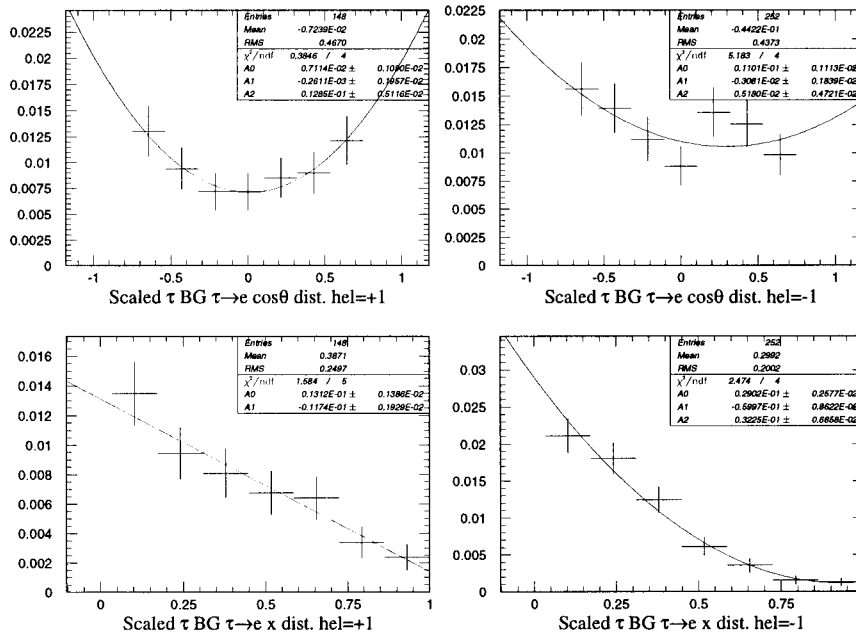 0.0225
0.02
0.0175
0.015
0.0125
0.01
0.0075
0.005
0.0025
0
-1 -0.5 0 0.5 1
Entries 148
Mean -0.7239E-02
RMS 0.4670
χ²/ndf 0.3846 / 4
A0 0.7114E-02 ± 0.1090E-02
A1 -0.2611E-03 ± 0.1957E-02
A2 0.1285E-01 ± 0.5116E-02
Scaled τ BG τ→e cosθ dist. hel=+1
0.0225
0.02
0.0175
0.015
0.0125
0.01
0.0075
0.005
0.0025
0
-1 -0.5 0 0.5 1
Entries 252
Mean -0.4422E-01
RMS 0.4373
χ²/ndf 5.183 / 4
A0 0.1101E-01 ± 0.1113E-02
A1 -0.3081E-02 ± 0.1839E-02
A2 0.5180E-02 ± 0.4721E-02
Scaled τ BG τ→e cosθ dist. hel=-1
0.016
0.014
0.012
0.01
0.008
0.006
0.004
0.002
0
0 0.25 0.5 0.75 1
Entries 148
Mean 0.3871
RMS 0.2497
χ²/ndf 1.584 / 5
A0 0.1312E-01 ± 0.1386E-02
A1 -0.1174E-01 ± 0.1929E-02
Scaled τ BG τ→e x dist. hel=+1
0.03
0.025
0.02
0.015
0.01
0.005
0
0 0.25 0.5 0.75 1
Entries 252
Mean 0.2992
RMS 0.2002
χ²/ndf 2.474 / 4
A0 0.2902E-01 ± 0.2577E-02
A1 -0.5997E-01 ± 0.8622E-02
A2 0.3225E-01 ± 0.6858E-02
Scaled τ BG τ→e x dist. hel=-1